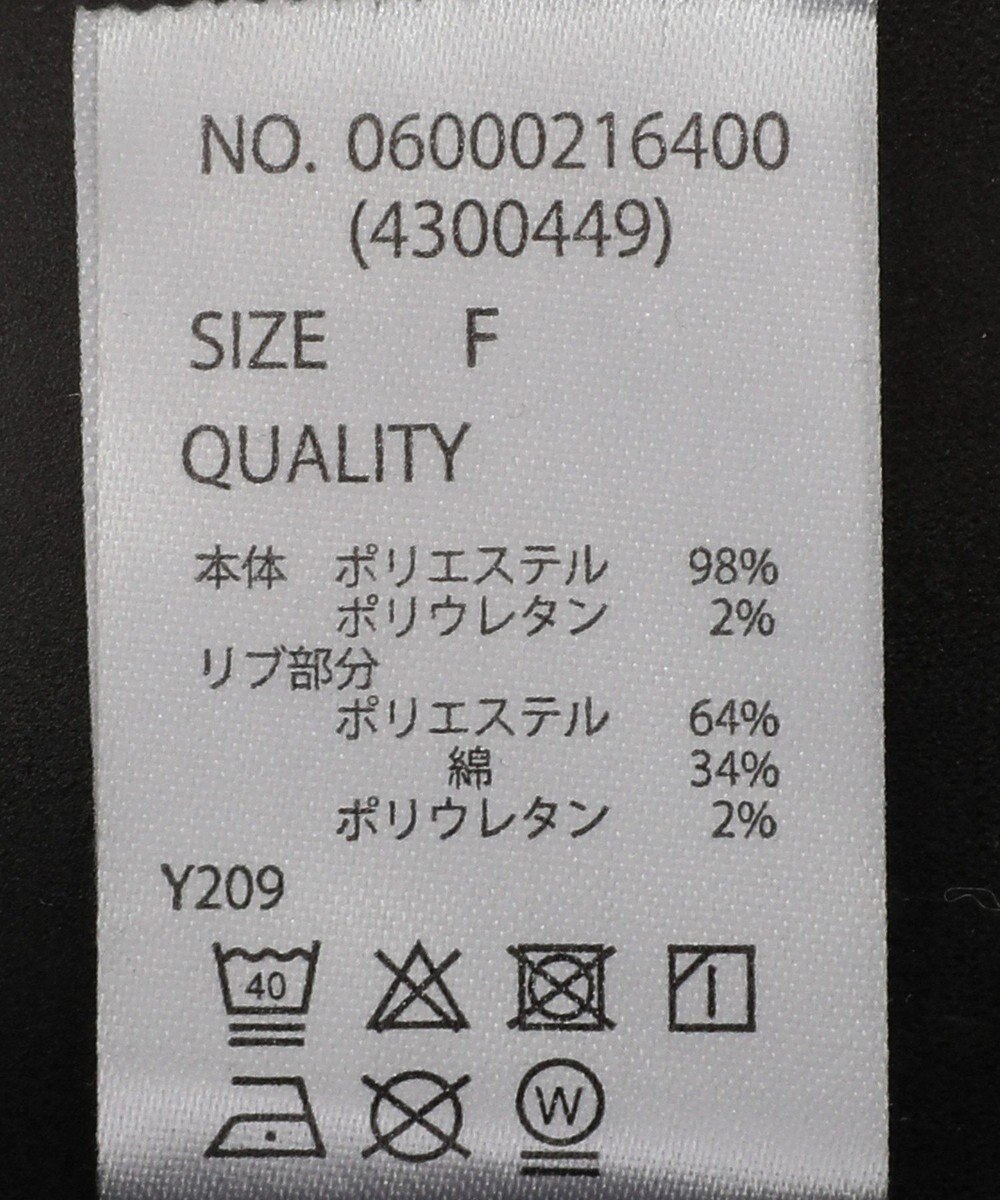 NO. 06000216400
(4300449)
SIZE F
QUALITY
本体 ポリエステル 98%
ポリウレタン 2%
リブ部分
ポリエステル 64%
綿 34%
ポリウレタン 2%
Y209
40
W